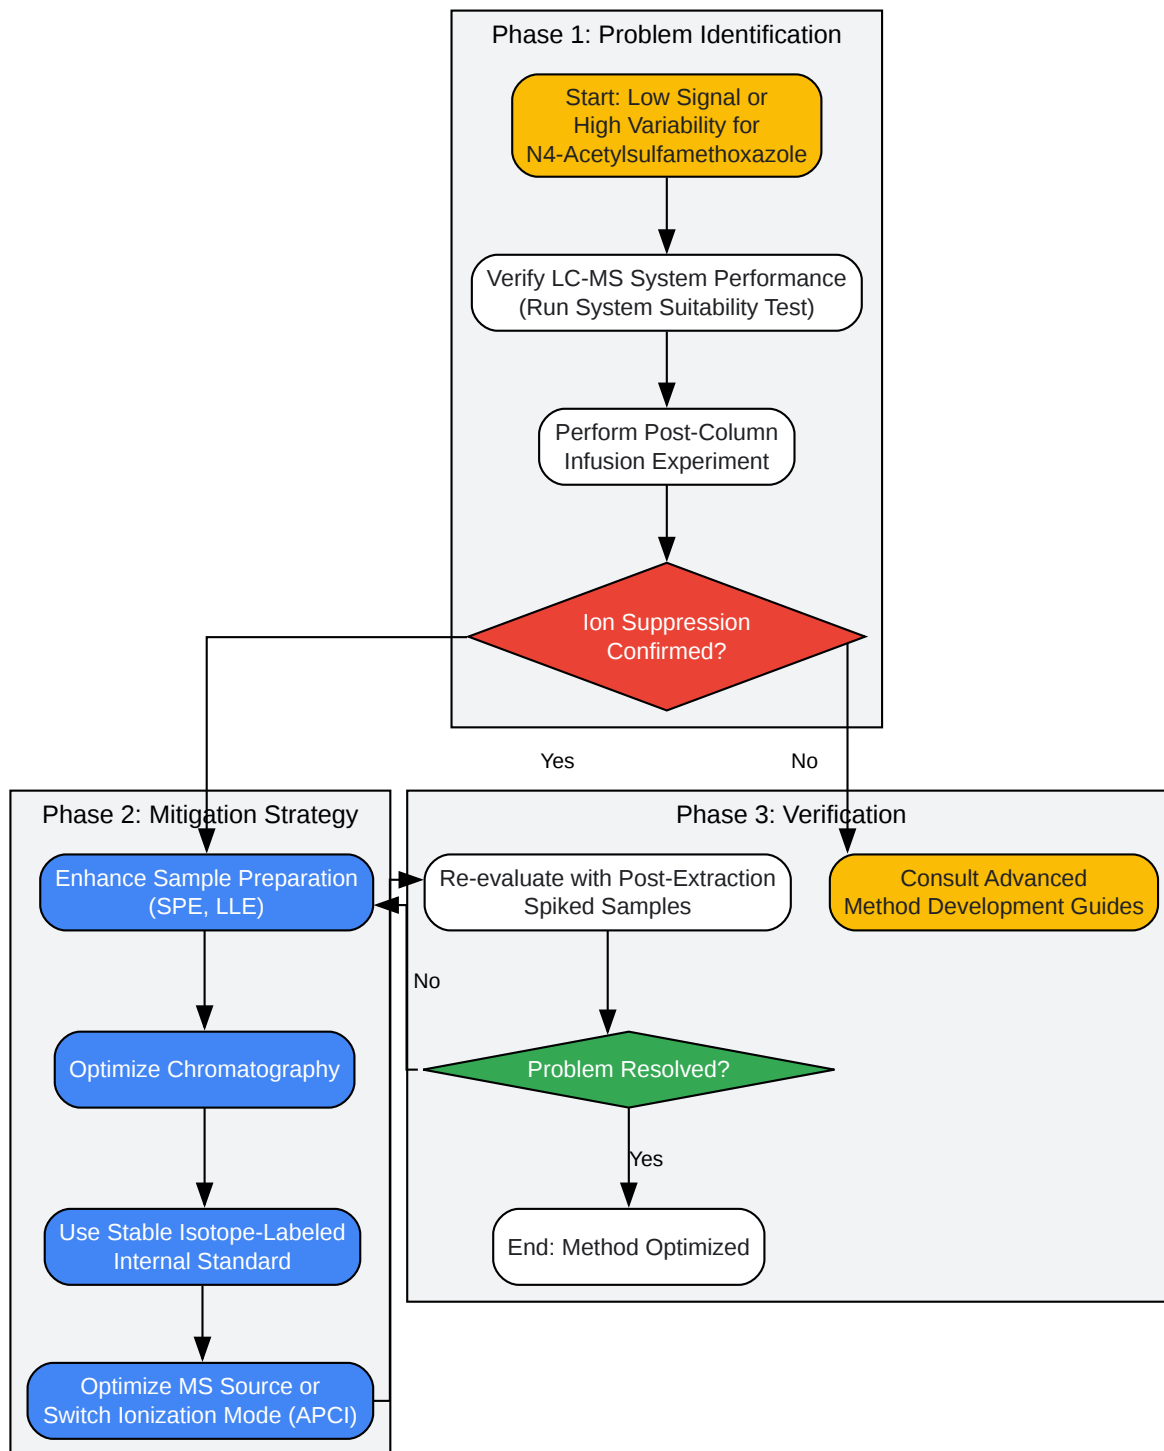 Phase 1: Problem Identification
Start: Low Signal or
High Variability for
N4-Acetylsulfamethoxazole
Verify LC-MS System Performance
(Run System Suitability Test)
Perform Post-Column
Infusion Experiment
Ion Suppression
Confirmed?
Yes
No
Phase 2: Mitigation Strategy
Enhance Sample Preparation
(SPE, LLE)
Optimize Chromatography
Use Stable Isotope-Labeled
Internal Standard
Optimize MS Source or
Switch Ionization Mode (APCI)
Phase 3: Verification
Re-evaluate with Post-Extraction
Spiked Samples
Consult Advanced
Method Development Guides
No
Problem Resolved?
Yes
End: Method Optimized